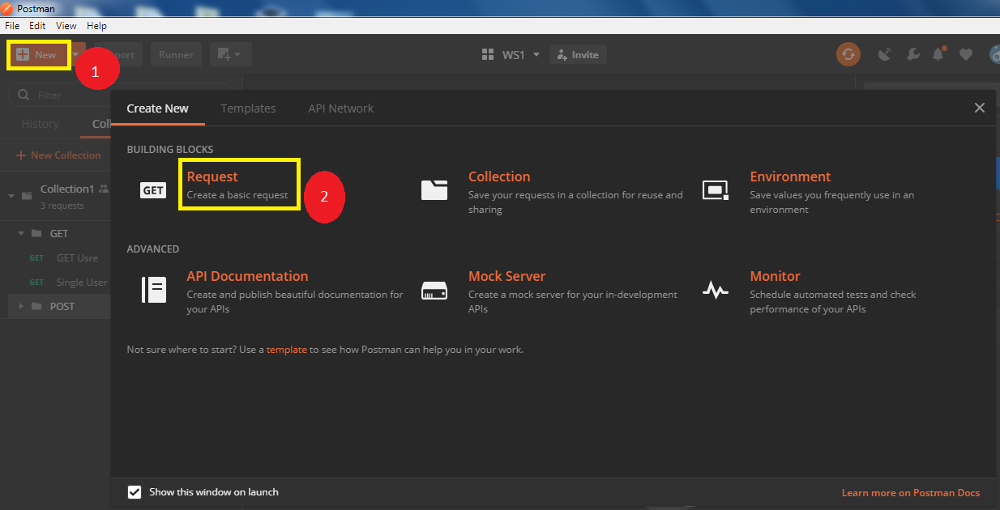 Postman
File Edit View Help
New
1
port
Runner
WS1
Invite
Filter
History
Coll
New Collection
Collection1
3 requests
GET
GET GET Usre
GET Single User
POST
Create New Templates API Network
BUILDING BLOCKS
GET
Request
Create a basic request
2
Collection
Save your requests in a collection for reuse and
sharing
Environment
Save values you frequently use in an
environment
ADVANCED
API Documentation
Create and publish beautiful documentation for
your APIs
Mock Server
Create a mock server for your in-development
APIs
Monitor
Schedule automated tests and check
performance of your APIs
Not sure where to start? Use a template to see how Postman can help you in your work.
Show this window on launch
Learn more on Postman Docs